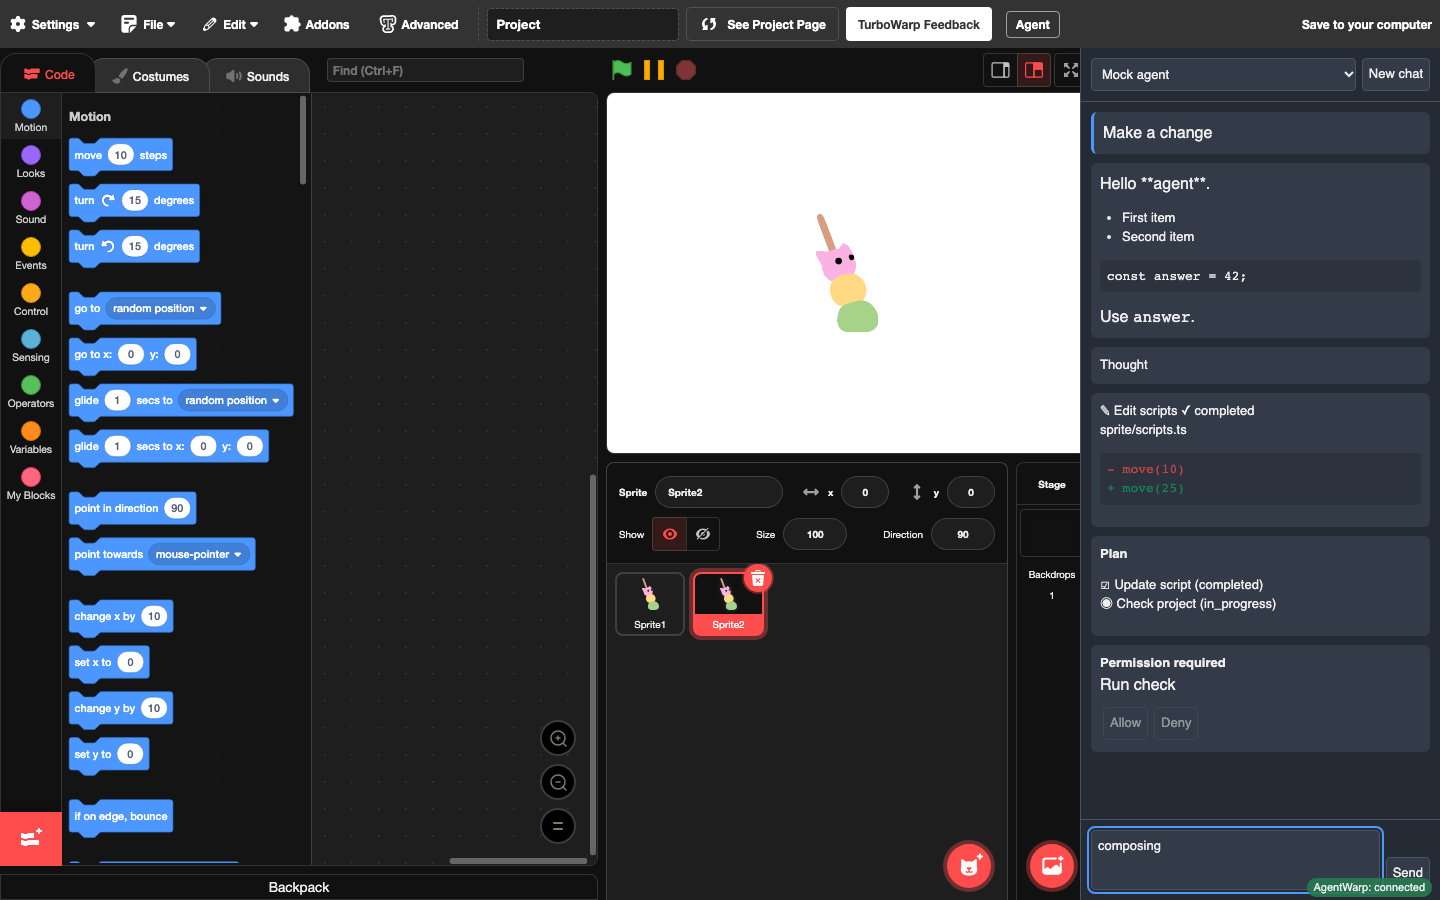 Settings
File
Edit
Addons
Advanced
Project
See Project Page
TurboWarp Feedback
Agent
Save to your computer
Code
Costumes
Sounds
Find (Ctrl+F)
Motion
Looks
Sound
Events
Control
Sensing
Operators
Variables
My Blocks
Motion
move 10 steps
turn 15 degrees
turn 15 degrees
go to random position
go to x: 0 y: 0
glide 1 secs to random position
glide 1 secs to x: 0 y: 0
point in direction 90
point towards mouse-pointer
change x by 10
set x to 0
change y by 10
set y to 0
if on edge, bounce
Backpack
Sprite Sprite2 x 0 y 0
Show Size 100 Direction 90
Sprite1
Sprite2
Stage
Backdrops
1
Mock agent
New chat
Make a change
Hello **agent**.
• First item
• Second item
const answer = 42;
Use answer.
Thought
✎ Edit scripts ✓ completed
sprite/scripts.ts
- move(10)
+ move(25)
Plan
☑ Update script (completed)
◉ Check project (in_progress)
Permission required
Run check
Allow
Deny
composing
Send
AgentWarp: connected